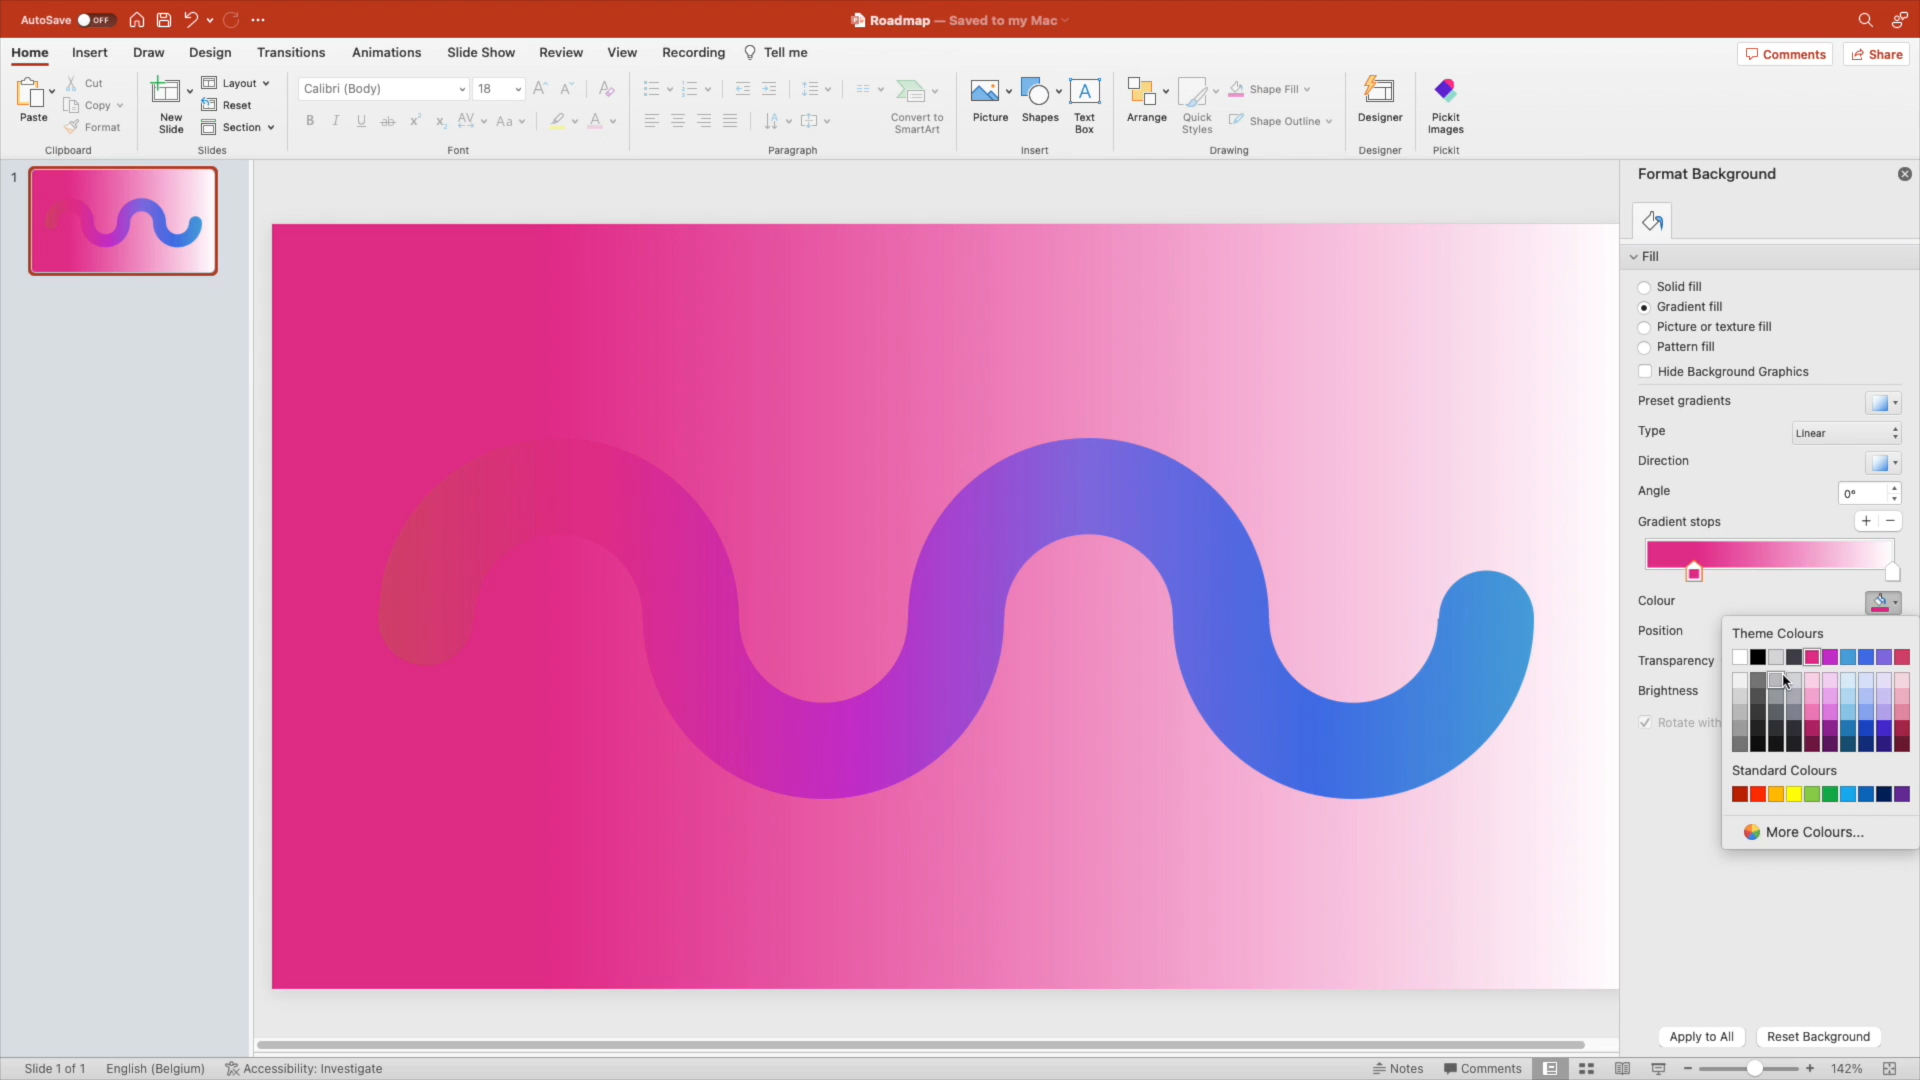 AutoSave OFF
Roadmap — Saved to my Mac
Home Insert Draw Design Transitions Animations Slide Show Review View Recording Tell me
Comments Share
Paste
Cut
Copy
Format
Clipboard
New Slide
Layout
Reset
Section
Slides
Calibri (Body) 18
B I U ab x² x₂ AV Aa A
Font
Convert to SmartArt
Paragraph
Picture Shapes Text Box
Insert
Arrange Quick Styles
Shape Fill
Shape Outline
Drawing
Designer
Designer
Pickit Images
Pickit
1
Format Background
Fill
Solid fill
Gradient fill
Picture or texture fill
Pattern fill
Hide Background Graphics
Preset gradients
Type Linear
Direction
Angle 0°
Gradient stops + −
Colour
Position
Transparency
Brightness
Rotate with
Theme Colours
Standard Colours
More Colours...
Apply to All Reset Background
Slide 1 of 1 English (Belgium) Accessibility: Investigate
Notes Comments − + 142%